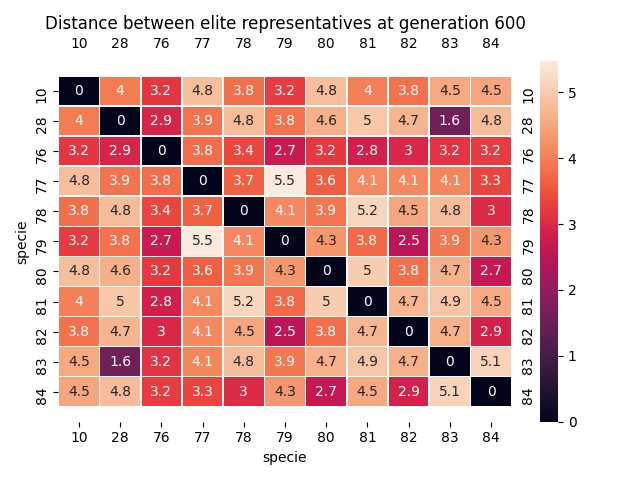 Distance between elite representatives at generation 600
10 28 76 77 78 79 80 81 82 83 84
10 0 4 3.2 4.8 3.8 3.2 4.8 4 3.8 4.5 4.5 10
28 4 0 2.9 3.9 4.8 3.8 4.6 5 4.7 1.6 4.8 28
76 3.2 2.9 0 3.8 3.4 2.7 3.2 2.8 3 3.2 3.2 76
77 4.8 3.9 3.8 0 3.7 5.5 3.6 4.1 4.1 4.1 3.3 77
78 3.8 4.8 3.4 3.7 0 4.1 3.9 5.2 4.5 4.8 3 78
79 3.2 3.8 2.7 5.5 4.1 0 4.3 3.8 2.5 3.9 4.3 79
80 4.8 4.6 3.2 3.6 3.9 4.3 0 5 3.8 4.7 2.7 80
81 4 5 2.8 4.1 5.2 3.8 5 0 4.7 4.9 4.5 81
82 3.8 4.7 3 4.1 4.5 2.5 3.8 4.7 0 4.7 2.9 82
83 4.5 1.6 3.2 4.1 4.8 3.9 4.7 4.9 4.7 0 5.1 83
84 4.5 4.8 3.2 3.3 3 4.3 2.7 4.5 2.9 5.1 0 84
10 28 76 77 78 79 80 81 82 83 84
specie
specie
5
4
3
2
1
0